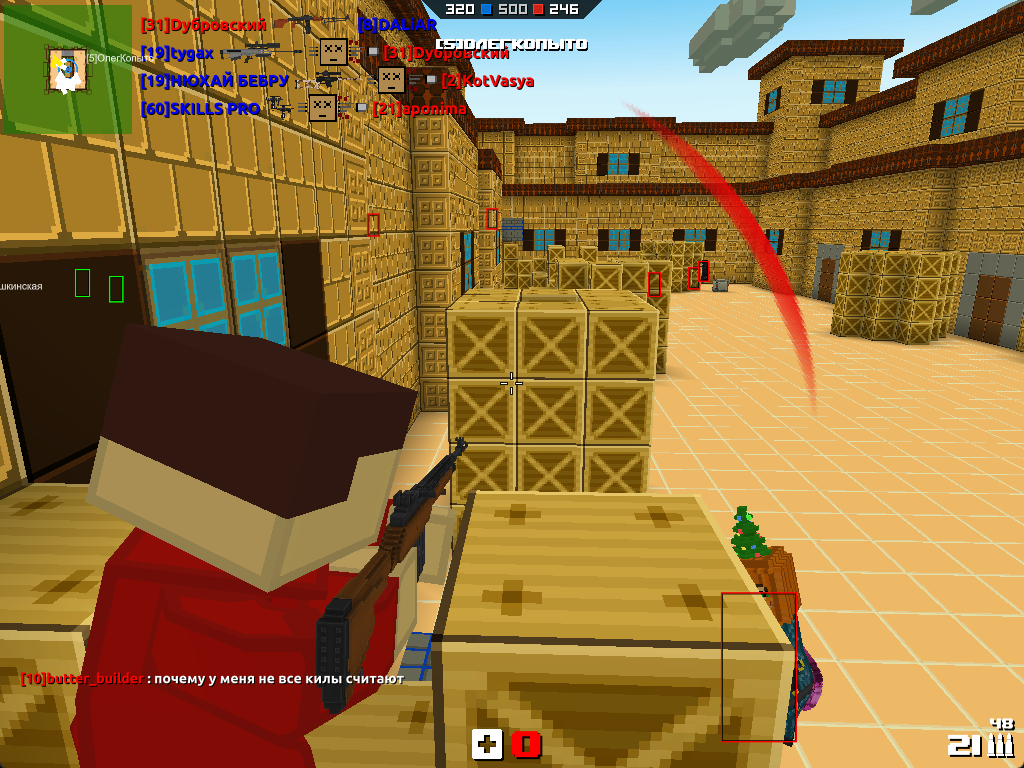 320 500 246
[31]Дубровский [8]DALIAR
[5]ОЛЕГКОПЫТО
[19]tygax [31]Дубровский
[5]ОлегКопыто
[19]НЮХАЙ БЕБРУ [2]KotVasya
[60]SKILLS PRO [21]aponima
шкинская
[10]butter_builder : почему у меня не все килы считают
48
21
0